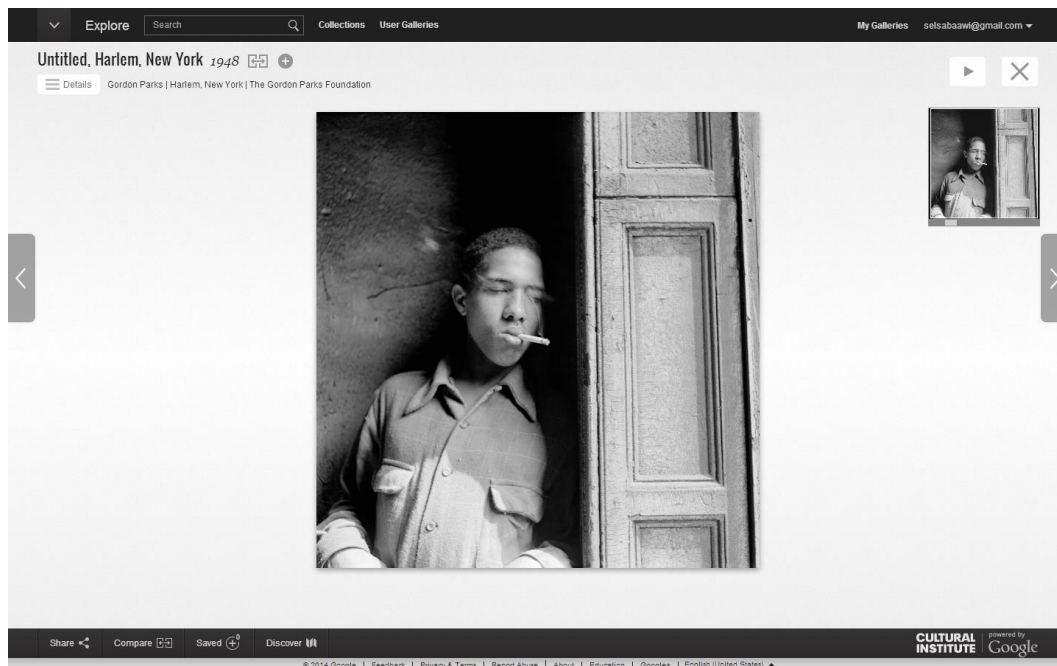 Explore Search Collections User Galleries My Galleries selsabaawi@gmail.com
Untitled, Harlem, New York 1948
Details Gordon Parks | Harlem, New York | The Gordon Parks Foundation
Share Compare Saved 0 Discover
CULTURAL INSTITUTE powered by Google
© 2014 Google | Feedback | Privacy & Terms | Report Abuse | About | Education | Googles | English (United States)